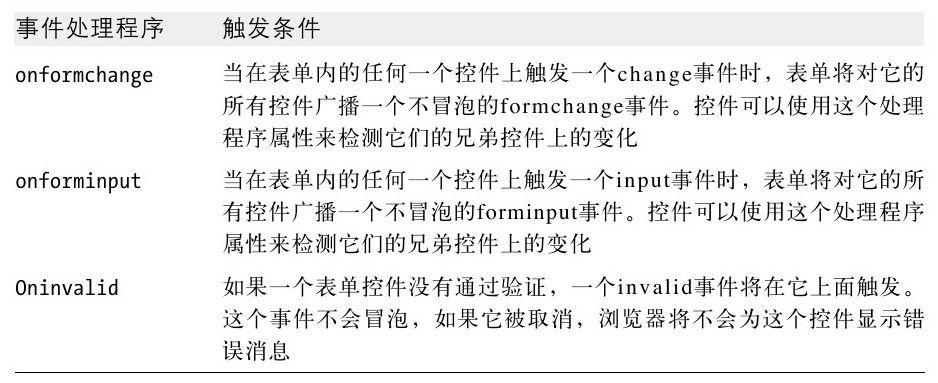 事件处理程序 触发条件
onformchange 当在表单内的任何一个控件上触发一个change事件时，表单将对它的
所有控件广播一个不冒泡的formchange事件。控件可以使用这个处理
程序属性来检测它们的兄弟控件上的变化
onforminput 当在表单内的任何一个控件上触发一个input事件时，表单将对它的所
有控件广播一个不冒泡的forminput事件。控件可以使用这个处理程序
属性来检测它们的兄弟控件上的变化
Oninvalid 如果一个表单控件没有通过验证，一个invalid事件将在它上面触发。
这个事件不会冒泡，如果它被取消，浏览器将不会为这个控件显示错
误消息